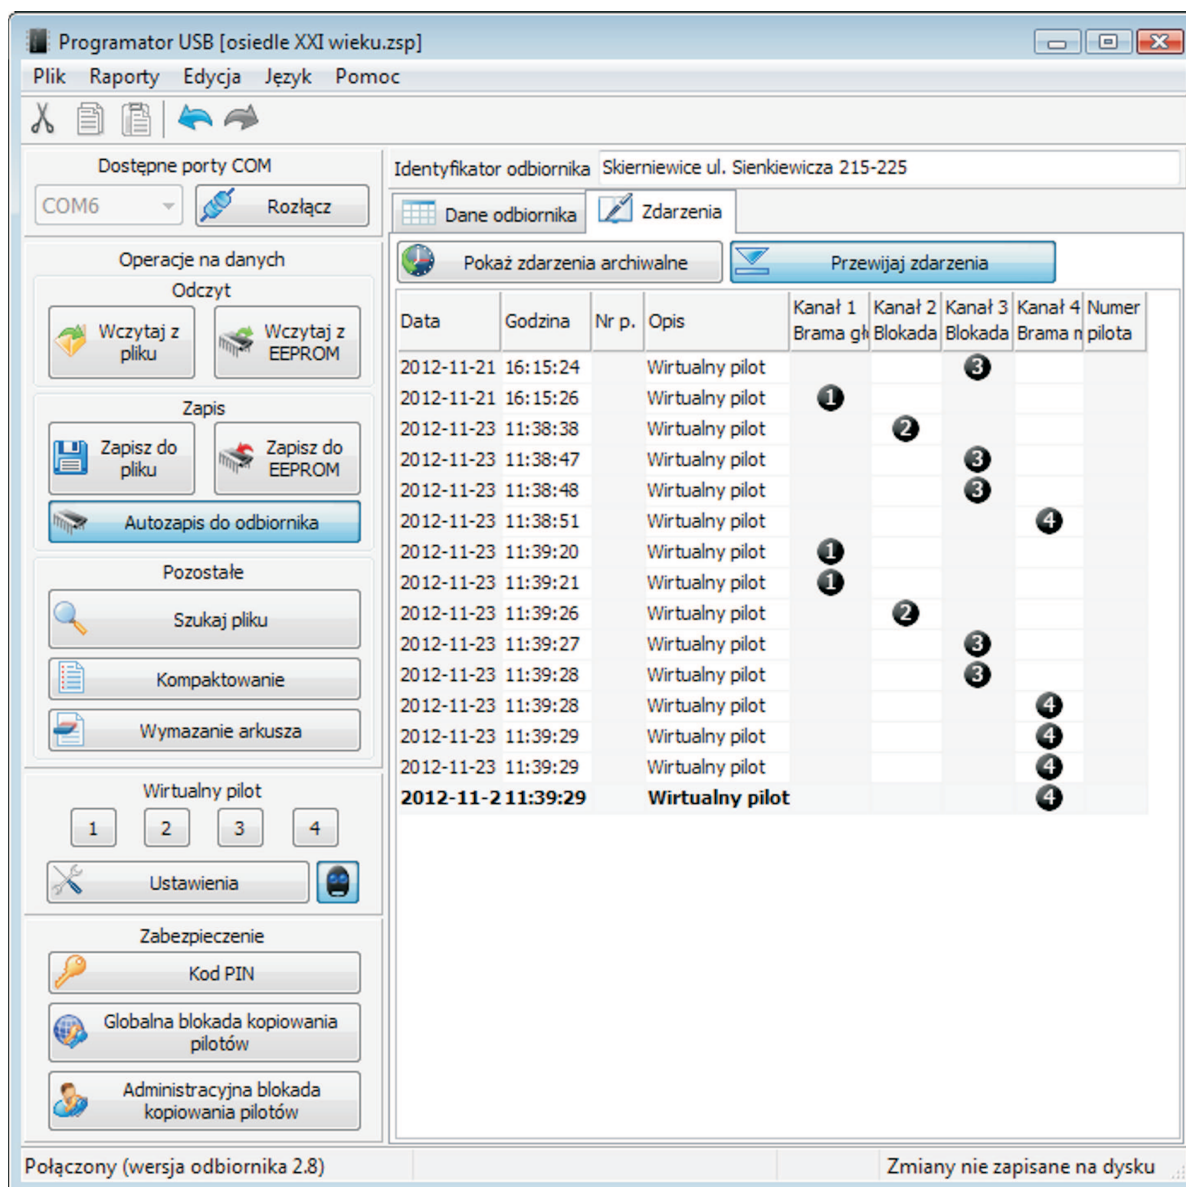 Programator USB [osiedle XXI wieku.zsp]
Plik Raporty Edycja Język Pomoc
Dostępne porty COM
COM6 Rozłącz
Operacje na danych
Odczyt
Wczytaj z
pliku
Wczytaj z
EEPROM
Zapis
Zapisz do
pliku
Zapisz do
EEPROM
Autozapis do odbiornika
Pozostałe
Szukaj pliku
Kompaktowanie
Wymazanie arkusza
Wirtualny pilot
1 2 3 4
Ustawienia
Zabezpieczenie
Kod PIN
Globalna blokada kopiowania
pilotów
Administracyjna blokada
kopiowania pilotów
Identyfikator odbiornika Skierniewice ul. Sienkiewicza 215-225
Dane odbiornika Zdarzenia
Pokaż zdarzenia archiwalne Przewijaj zdarzenia
Data Godzina Nr p. Opis Kanał 1 Kanał 2 Kanał 3 Kanał 4 Numer
Brama gł Blokada Blokada Brama n pilota
2012-11-21 16:15:24 Wirtualny pilot 3
2012-11-21 16:15:26 Wirtualny pilot 1
2012-11-23 11:38:38 Wirtualny pilot 2
2012-11-23 11:38:47 Wirtualny pilot 3
2012-11-23 11:38:48 Wirtualny pilot 3
2012-11-23 11:38:51 Wirtualny pilot 4
2012-11-23 11:39:20 Wirtualny pilot 1
2012-11-23 11:39:21 Wirtualny pilot 1
2012-11-23 11:39:26 Wirtualny pilot 2
2012-11-23 11:39:27 Wirtualny pilot 3
2012-11-23 11:39:28 Wirtualny pilot 3
2012-11-23 11:39:28 Wirtualny pilot 4
2012-11-23 11:39:29 Wirtualny pilot 4
2012-11-23 11:39:29 Wirtualny pilot 4
2012-11-2 11:39:29 Wirtualny pilot 4
Połączony (wersja odbiornika 2.8) Zmiany nie zapisane na dysku